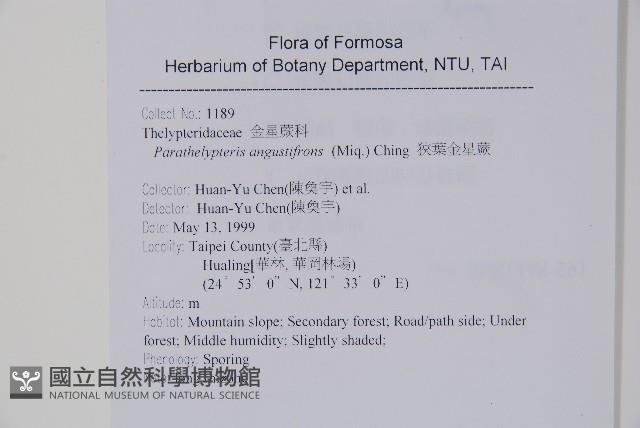 Flora of Formosa
Herbarium of Botany Department, NTU, TAI
Collect No.: 1189
Thelypteridaceae 金星蕨科
Parathelypteris angustifrons (Miq.) Ching 狹葉金星蕨
Collector: Huan-Yu Chen(陳奐宇) et al.
Detector: Huan-Yu Chen(陳奐宇)
Date: May 13, 1999
Locality: Taipei County(臺北縣)
Hualing[華林, 華岡林場)
(24° 53' 0" N, 121° 33' 0" E)
Altitude: m
Habitat: Mountain slope; Secondary forest; Road/path side; Under
forest; Middle humidity; Slightly shaded;
Phenology: Sporing
國立自然科學博物館
NATIONAL MUSEUM OF NATURAL SCIENCE